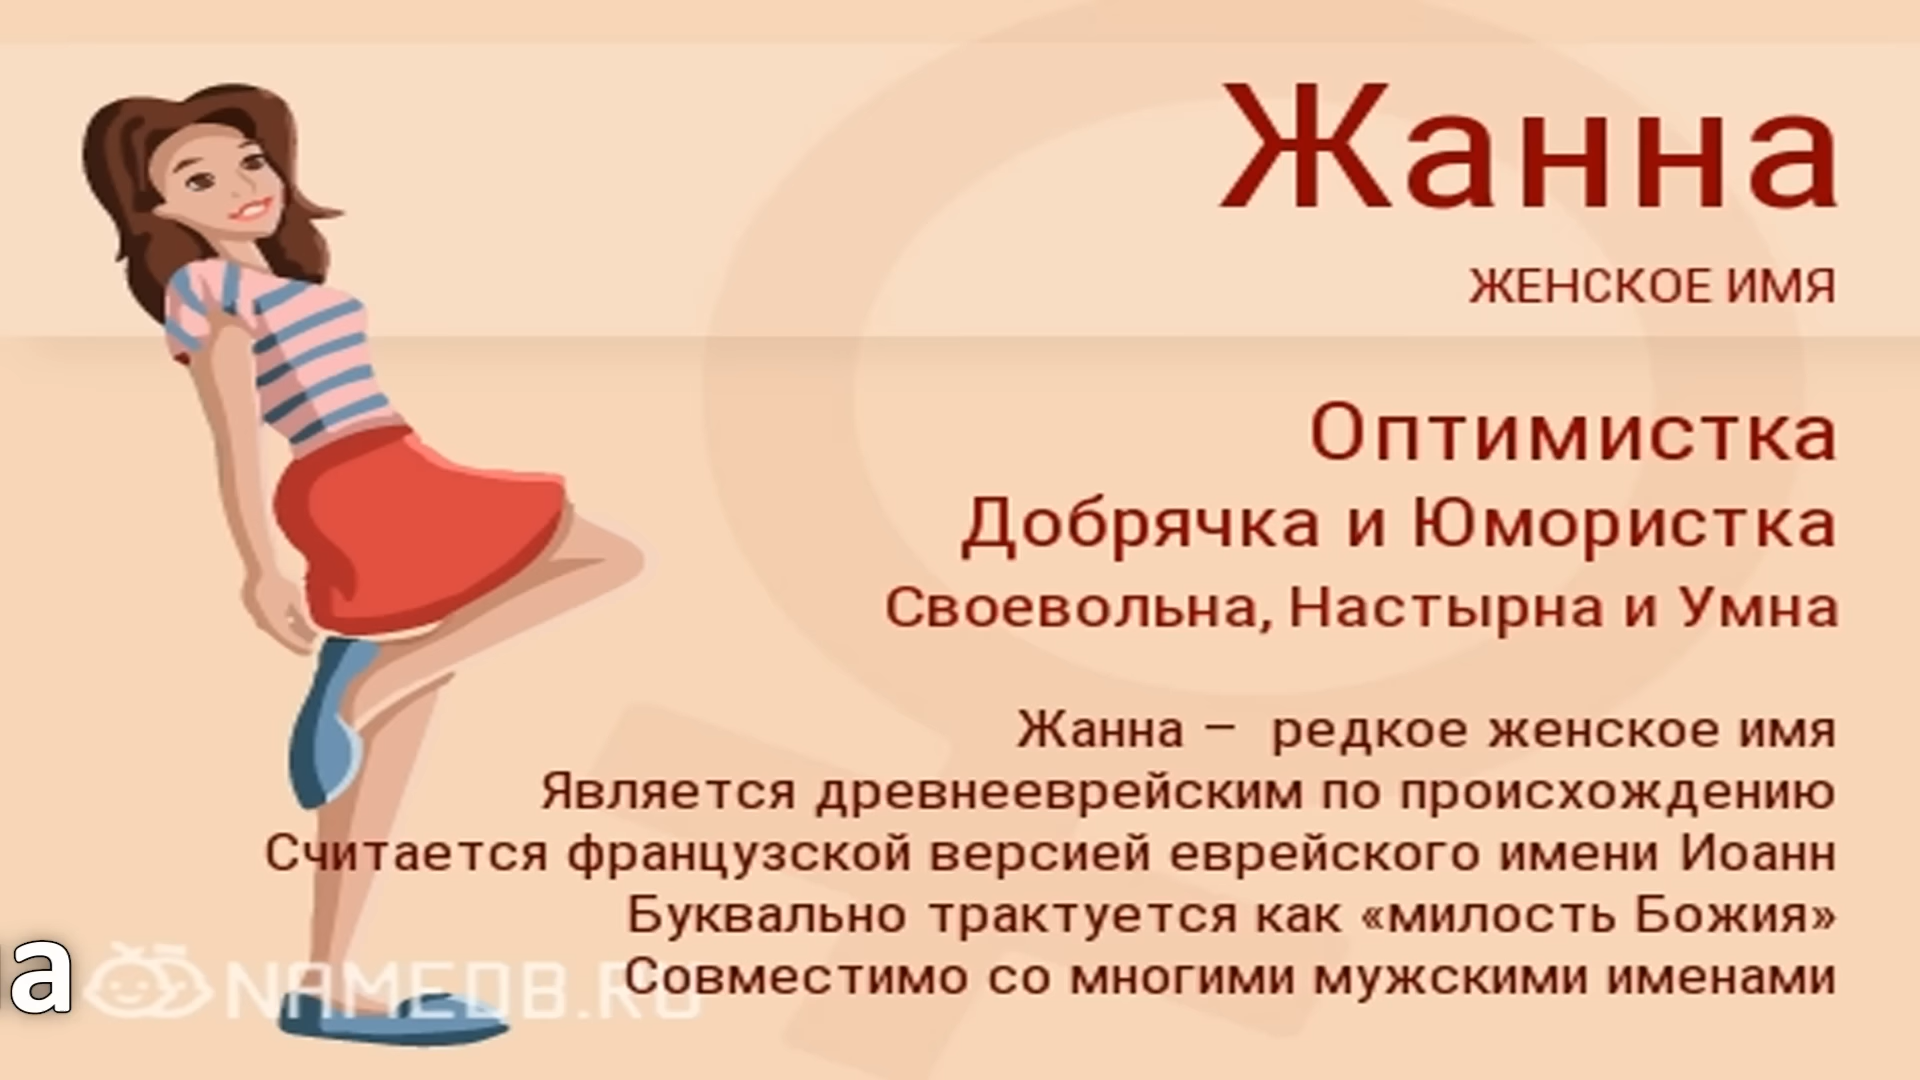 Жанна
ЖЕНСКОЕ ИМЯ
Оптимистка
Добрячка и Юмористка
Своевольна, Настырна и Умна
Жанна – редкое женское имя
Является древнееврейским по происхождению
Считается французской версией еврейского имени Иоанн
Буквально трактуется как «милость Божия»
Совместимо со многими мужскими именами
NAMEDB.RU